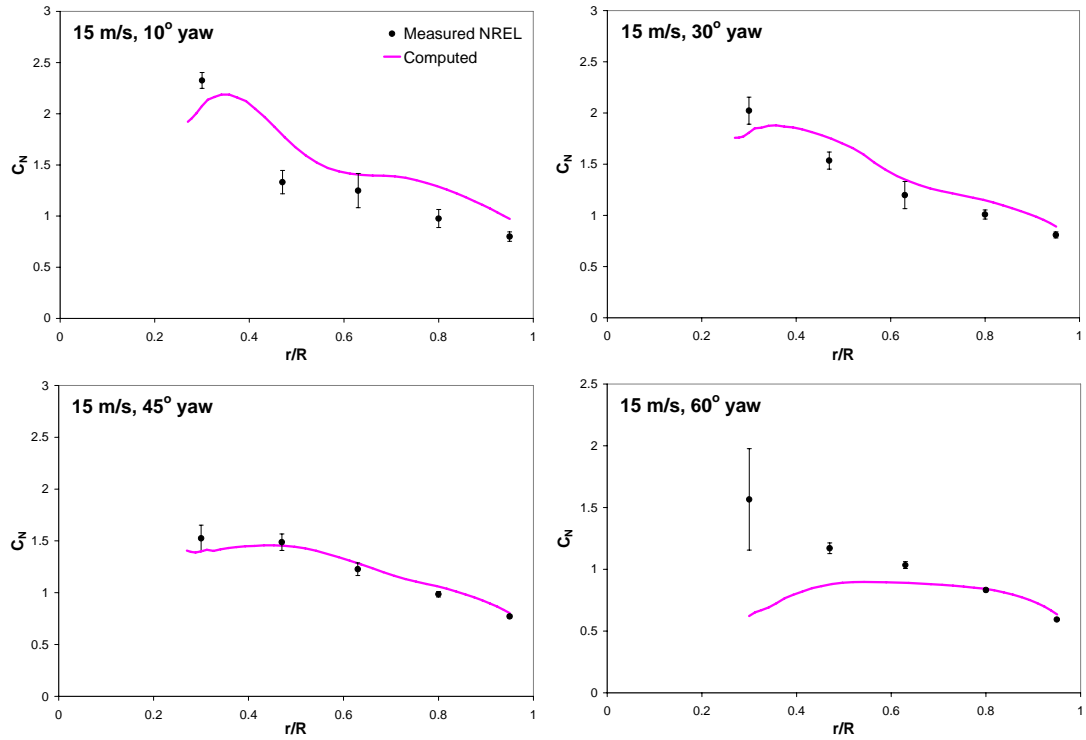 15 m/s, 10° yaw
Measured NREL
Computed
3
2.5
2
1.5
1
0.5
0
C_N
0 0.2 0.4 0.6 0.8 1
r/R
15 m/s, 30° yaw
3
2.5
2
1.5
1
0.5
0
C_N
0 0.2 0.4 0.6 0.8 1
r/R
15 m/s, 45° yaw
3
2.5
2
1.5
1
0.5
0
C_N
0 0.2 0.4 0.6 0.8 1
r/R
15 m/s, 60° yaw
2.5
2
1.5
1
0.5
0
C_N
0 0.2 0.4 0.6 0.8 1
r/R